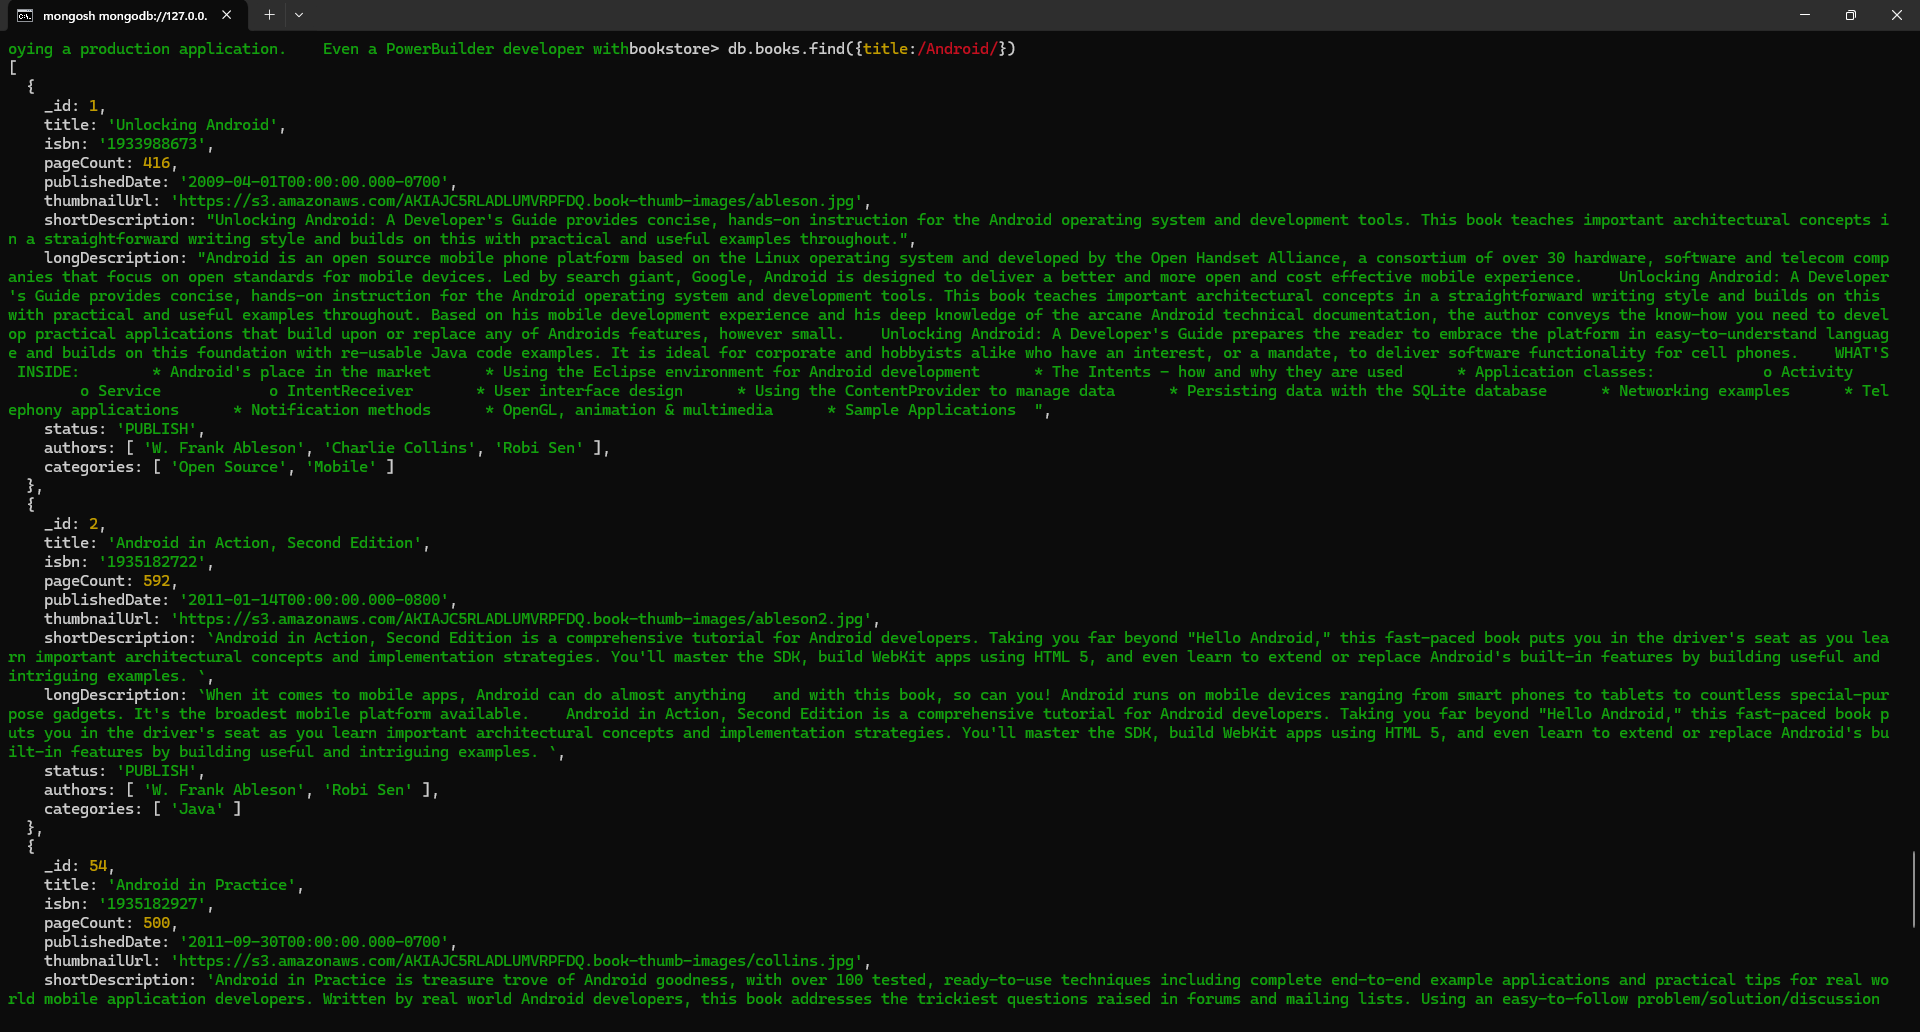 mongosh mongodb://127.0.0.
oying a production application.    Even a PowerBuilder developer withbookstore> db.books.find({title:/Android/})
[
  {
    _id: 1,
    title: 'Unlocking Android',
    isbn: '1933988673',
    pageCount: 416,
    publishedDate: '2009-04-01T00:00:00.000-0700',
    thumbnailUrl: 'https://s3.amazonaws.com/AKIAJC5RLADLUMVRPFDQ.book-thumb-images/ableson.jpg',
    shortDescription: "Unlocking Android: A Developer's Guide provides concise, hands-on instruction for the Android operating system and development tools. This book teaches important architectural concepts i
n a straightforward writing style and builds on this with practical and useful examples throughout.",
    longDescription: "Android is an open source mobile phone platform based on the Linux operating system and developed by the Open Handset Alliance, a consortium of over 30 hardware, software and telecom comp
anies that focus on open standards for mobile devices. Led by search giant, Google, Android is designed to deliver a better and more open and cost effective mobile experience.    Unlocking Android: A Developer
's Guide provides concise, hands-on instruction for the Android operating system and development tools. This book teaches important architectural concepts in a straightforward writing style and builds on this
with practical and useful examples throughout. Based on his mobile development experience and his deep knowledge of the arcane Android technical documentation, the author conveys the know-how you need to devel
op practical applications that build upon or replace any of Androids features, however small.    Unlocking Android: A Developer's Guide prepares the reader to embrace the platform in easy-to-understand languag
e and builds on this foundation with re-usable Java code examples. It is ideal for corporate and hobbyists alike who have an interest, or a mandate, to deliver software functionality for cell phones.    WHAT'S
 INSIDE:        * Android's place in the market      * Using the Eclipse environment for Android development      * The Intents - how and why they are used      * Application classes:            o Activity
        o Service            o IntentReceiver       * User interface design      * Using the ContentProvider to manage data      * Persisting data with the SQLite database      * Networking examples      * Tel
ephony applications      * Notification methods      * OpenGL, animation & multimedia      * Sample Applications  ",
    status: 'PUBLISH',
    authors: [ 'W. Frank Ableson', 'Charlie Collins', 'Robi Sen' ],
    categories: [ 'Open Source', 'Mobile' ]
  },
  {
    _id: 2,
    title: 'Android in Action, Second Edition',
    isbn: '1935182722',
    pageCount: 592,
    publishedDate: '2011-01-14T00:00:00.000-0800',
    thumbnailUrl: 'https://s3.amazonaws.com/AKIAJC5RLADLUMVRPFDQ.book-thumb-images/ableson2.jpg',
    shortDescription: `Android in Action, Second Edition is a comprehensive tutorial for Android developers. Taking you far beyond "Hello Android," this fast-paced book puts you in the driver's seat as you lea
rn important architectural concepts and implementation strategies. You'll master the SDK, build WebKit apps using HTML 5, and even learn to extend or replace Android's built-in features by building useful and
intriguing examples. `,
    longDescription: `When it comes to mobile apps, Android can do almost anything   and with this book, so can you! Android runs on mobile devices ranging from smart phones to tablets to countless special-pur
pose gadgets. It's the broadest mobile platform available.    Android in Action, Second Edition is a comprehensive tutorial for Android developers. Taking you far beyond "Hello Android," this fast-paced book p
uts you in the driver's seat as you learn important architectural concepts and implementation strategies. You'll master the SDK, build WebKit apps using HTML 5, and even learn to extend or replace Android's bu
ilt-in features by building useful and intriguing examples. `,
    status: 'PUBLISH',
    authors: [ 'W. Frank Ableson', 'Robi Sen' ],
    categories: [ 'Java' ]
  },
  {
    _id: 54,
    title: 'Android in Practice',
    isbn: '1935182927',
    pageCount: 500,
    publishedDate: '2011-09-30T00:00:00.000-0700',
    thumbnailUrl: 'https://s3.amazonaws.com/AKIAJC5RLADLUMVRPFDQ.book-thumb-images/collins.jpg',
    shortDescription: 'Android in Practice is treasure trove of Android goodness, with over 100 tested, ready-to-use techniques including complete end-to-end example applications and practical tips for real wo
rld mobile application developers. Written by real world Android developers, this book addresses the trickiest questions raised in forums and mailing lists. Using an easy-to-follow problem/solution/discussion